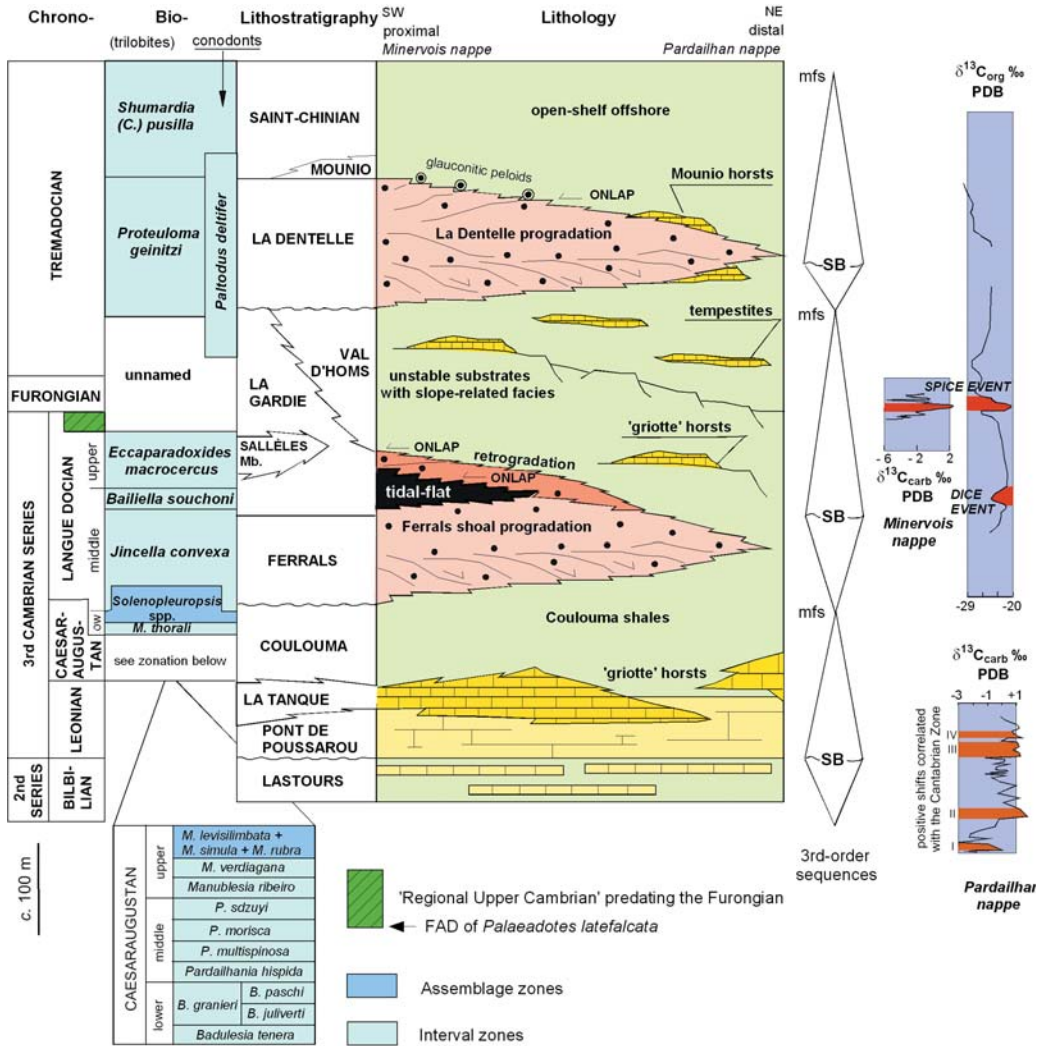 Chrono-
Bio-
Lithostratigraphy
SW
Lithology
NE
(trilobites)
conodonts
proximal
distal
Minervois nappe
Pardailhan nappe
TREMADOCIAN
FURONGIAN
3rd CAMBRIAN SERIES
2nd
SERIES
LANGUE DOCIAN
CAESAR-
AUGUS-
TAN
LEONIAN
BILBI-
LIAN
upper
middle
ow
Shumardia
(C.) pusilla
Proteuloma
geinitzi
Paltodus deltifer
unnamed
Eccaparadoxides
macrocercus
Bailiella souchoni
Jincella convexa
Solenopleuropsis
spp.
M. thorali
see zonation below
SAINT-CHINIAN
MOUNIO
LA DENTELLE
VAL
D'HOMS
LA
GARDIE
SALLÈLES
Mb.
FERRALS
COULOUMA
LA TANQUE
PONT DE
POUSSAROU
LASTOURS
open-shelf offshore
glauconitic peloids
ONLAP
Mounio horsts
La Dentelle progradation
tempestites
unstable substrates
with slope-related facies
'griotte' horsts
ONLAP
retrogradation
ONLAP
tidal-flat
Ferrals shoal progradation
Coulouma shales
'griotte' horsts
mfs
SB
mfs
SB
mfs
SB
3rd-order
sequences
δ13Corg ‰
PDB
SPICE EVENT
-6 -2 2
δ13Ccarb ‰
PDB
Minervois
nappe
DICE
EVENT
-29 -20
δ13Ccarb ‰
PDB
-3 -1 +1
IV
III
II
I
positive shifts correlated
with the Cantabrian Zone
Pardailhan
nappe
c. 100 m
CAESARAUGUSTAN
upper
middle
lower
M. levisilimbata +
M. simula + M. rubra
M. verdiagana
Manublesia ribeiro
P. sdzuyi
P. morisca
P. multispinosa
Pardailhania hispida
B. granieri
B. paschi
B. juliverti
Badulesia tenera
'Regional Upper Cambrian' predating the Furongian
FAD of Palaeadotes latefalcata
Assemblage zones
Interval zones